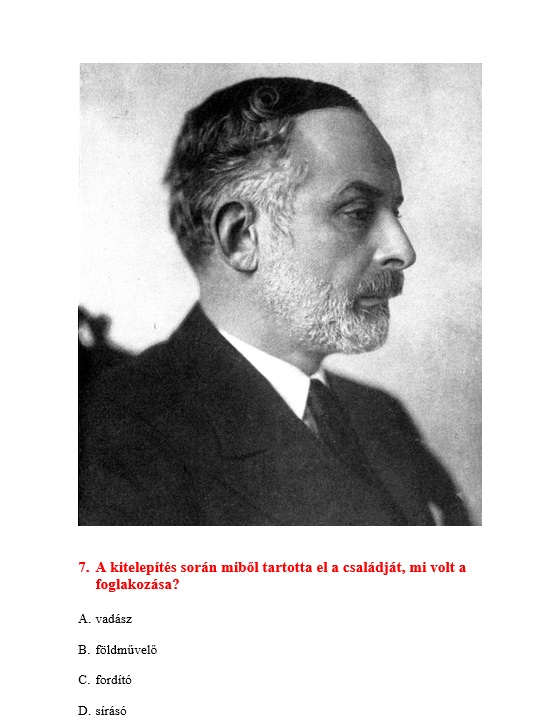 7. A kitelepítés során miből tartotta el a családját, mi volt a
foglakozása?
A. vadász
B. földművelő
C. fordító
D. sírásó